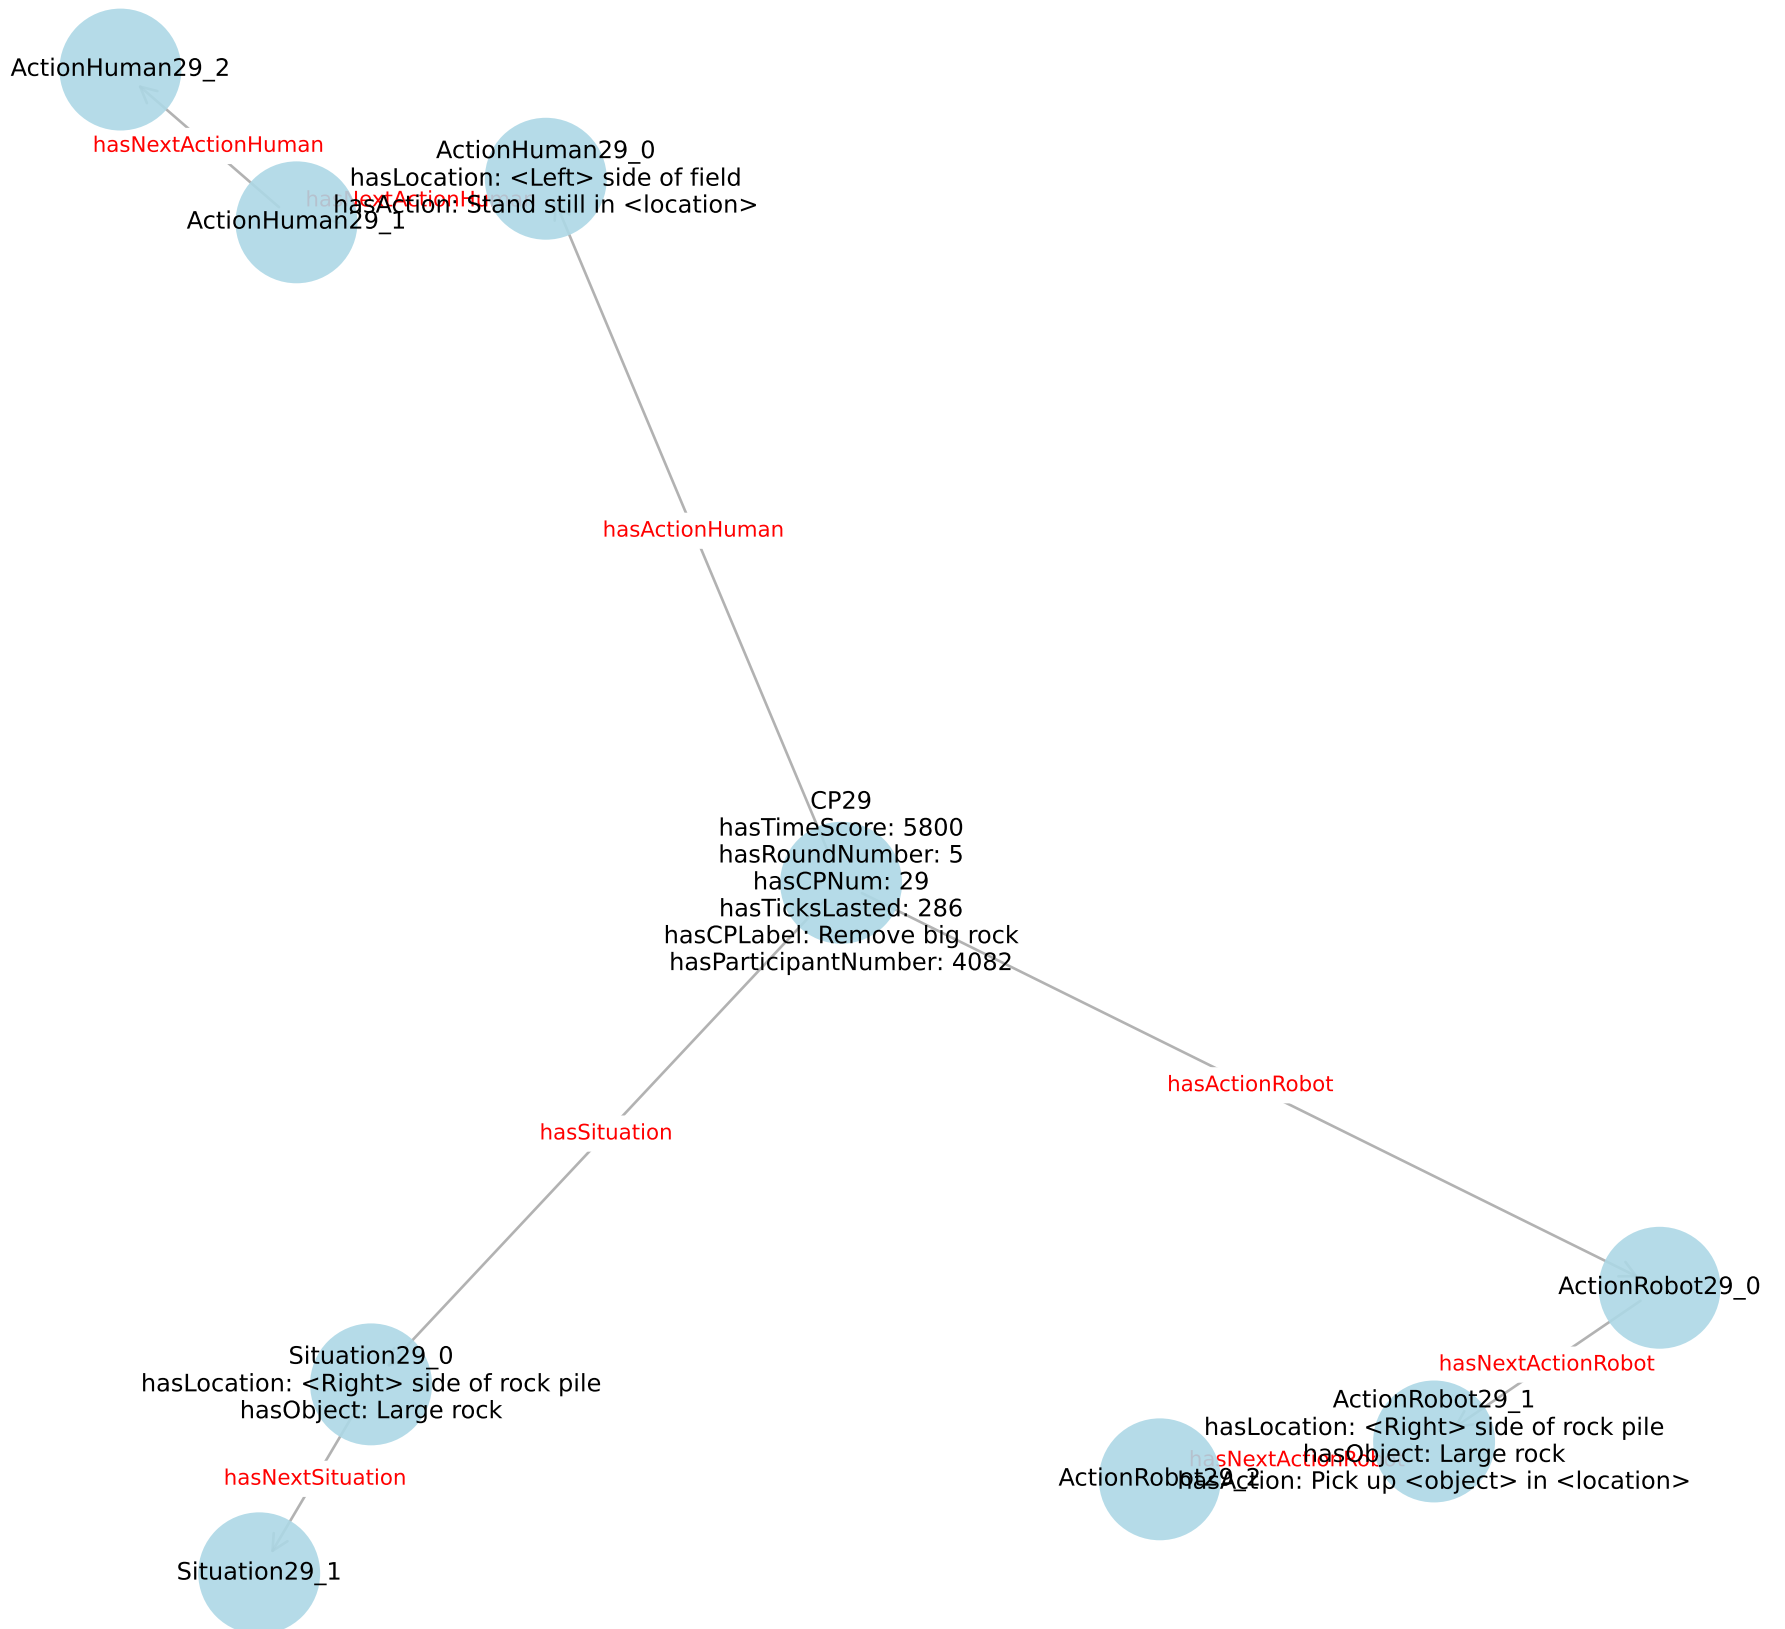 ActionHuman29_2
hasNextActionHuman
ActionHuman29_0
hasLocation: <Left> side of field
hasAction: Stand still in <location>
hasNextActionHuman
ActionHuman29_1
hasActionHuman
CP29
hasTimeScore: 5800
hasRoundNumber: 5
hasCPNum: 29
hasTicksLasted: 286
hasCPLabel: Remove big rock
hasParticipantNumber: 4082
hasActionRobot
hasSituation
ActionRobot29_0
Situation29_0
hasLocation: <Right> side of rock pile
hasObject: Large rock
hasNextActionRobot
ActionRobot29_1
hasLocation: <Right> side of rock pile
hasObject: Large rock
hasAction: Pick up <object> in <location>
hasNextActionRobot
ActionRobot29_2
hasNextSituation
Situation29_1